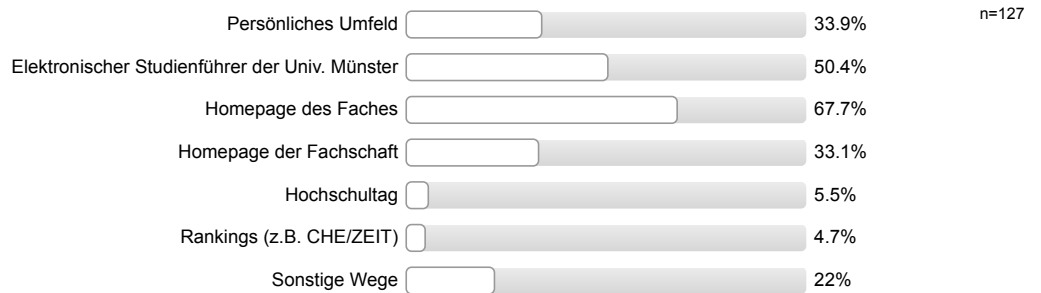 Persönliches Umfeld 33.9% n=127
Elektronischer Studienführer der Univ. Münster 50.4%
Homepage des Faches 67.7%
Homepage der Fachschaft 33.1%
Hochschultag 5.5%
Rankings (z.B. CHE/ZEIT) 4.7%
Sonstige Wege 22%